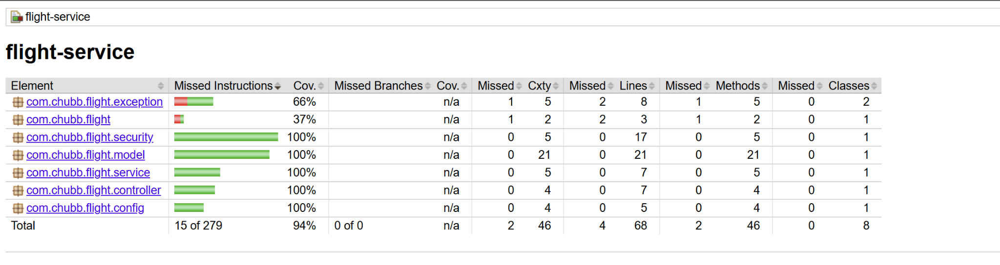 flight-service
flight-service
Element Missed Instructions Cov. Missed Branches Cov. Missed Cxty Missed Lines Missed Methods Missed Classes
com.chubb.flight.exception 66% n/a 1 5 2 8 1 5 0 2
com.chubb.flight 37% n/a 1 2 2 3 1 2 0 1
com.chubb.flight.security 100% n/a 0 5 0 17 0 5 0 1
com.chubb.flight.model 100% n/a 0 21 0 21 0 21 0 1
com.chubb.flight.service 100% n/a 0 5 0 7 0 5 0 1
com.chubb.flight.controller 100% n/a 0 4 0 7 0 4 0 1
com.chubb.flight.config 100% n/a 0 4 0 5 0 4 0 1
Total 15 of 279 94% 0 of 0 n/a 2 46 4 68 2 46 0 8